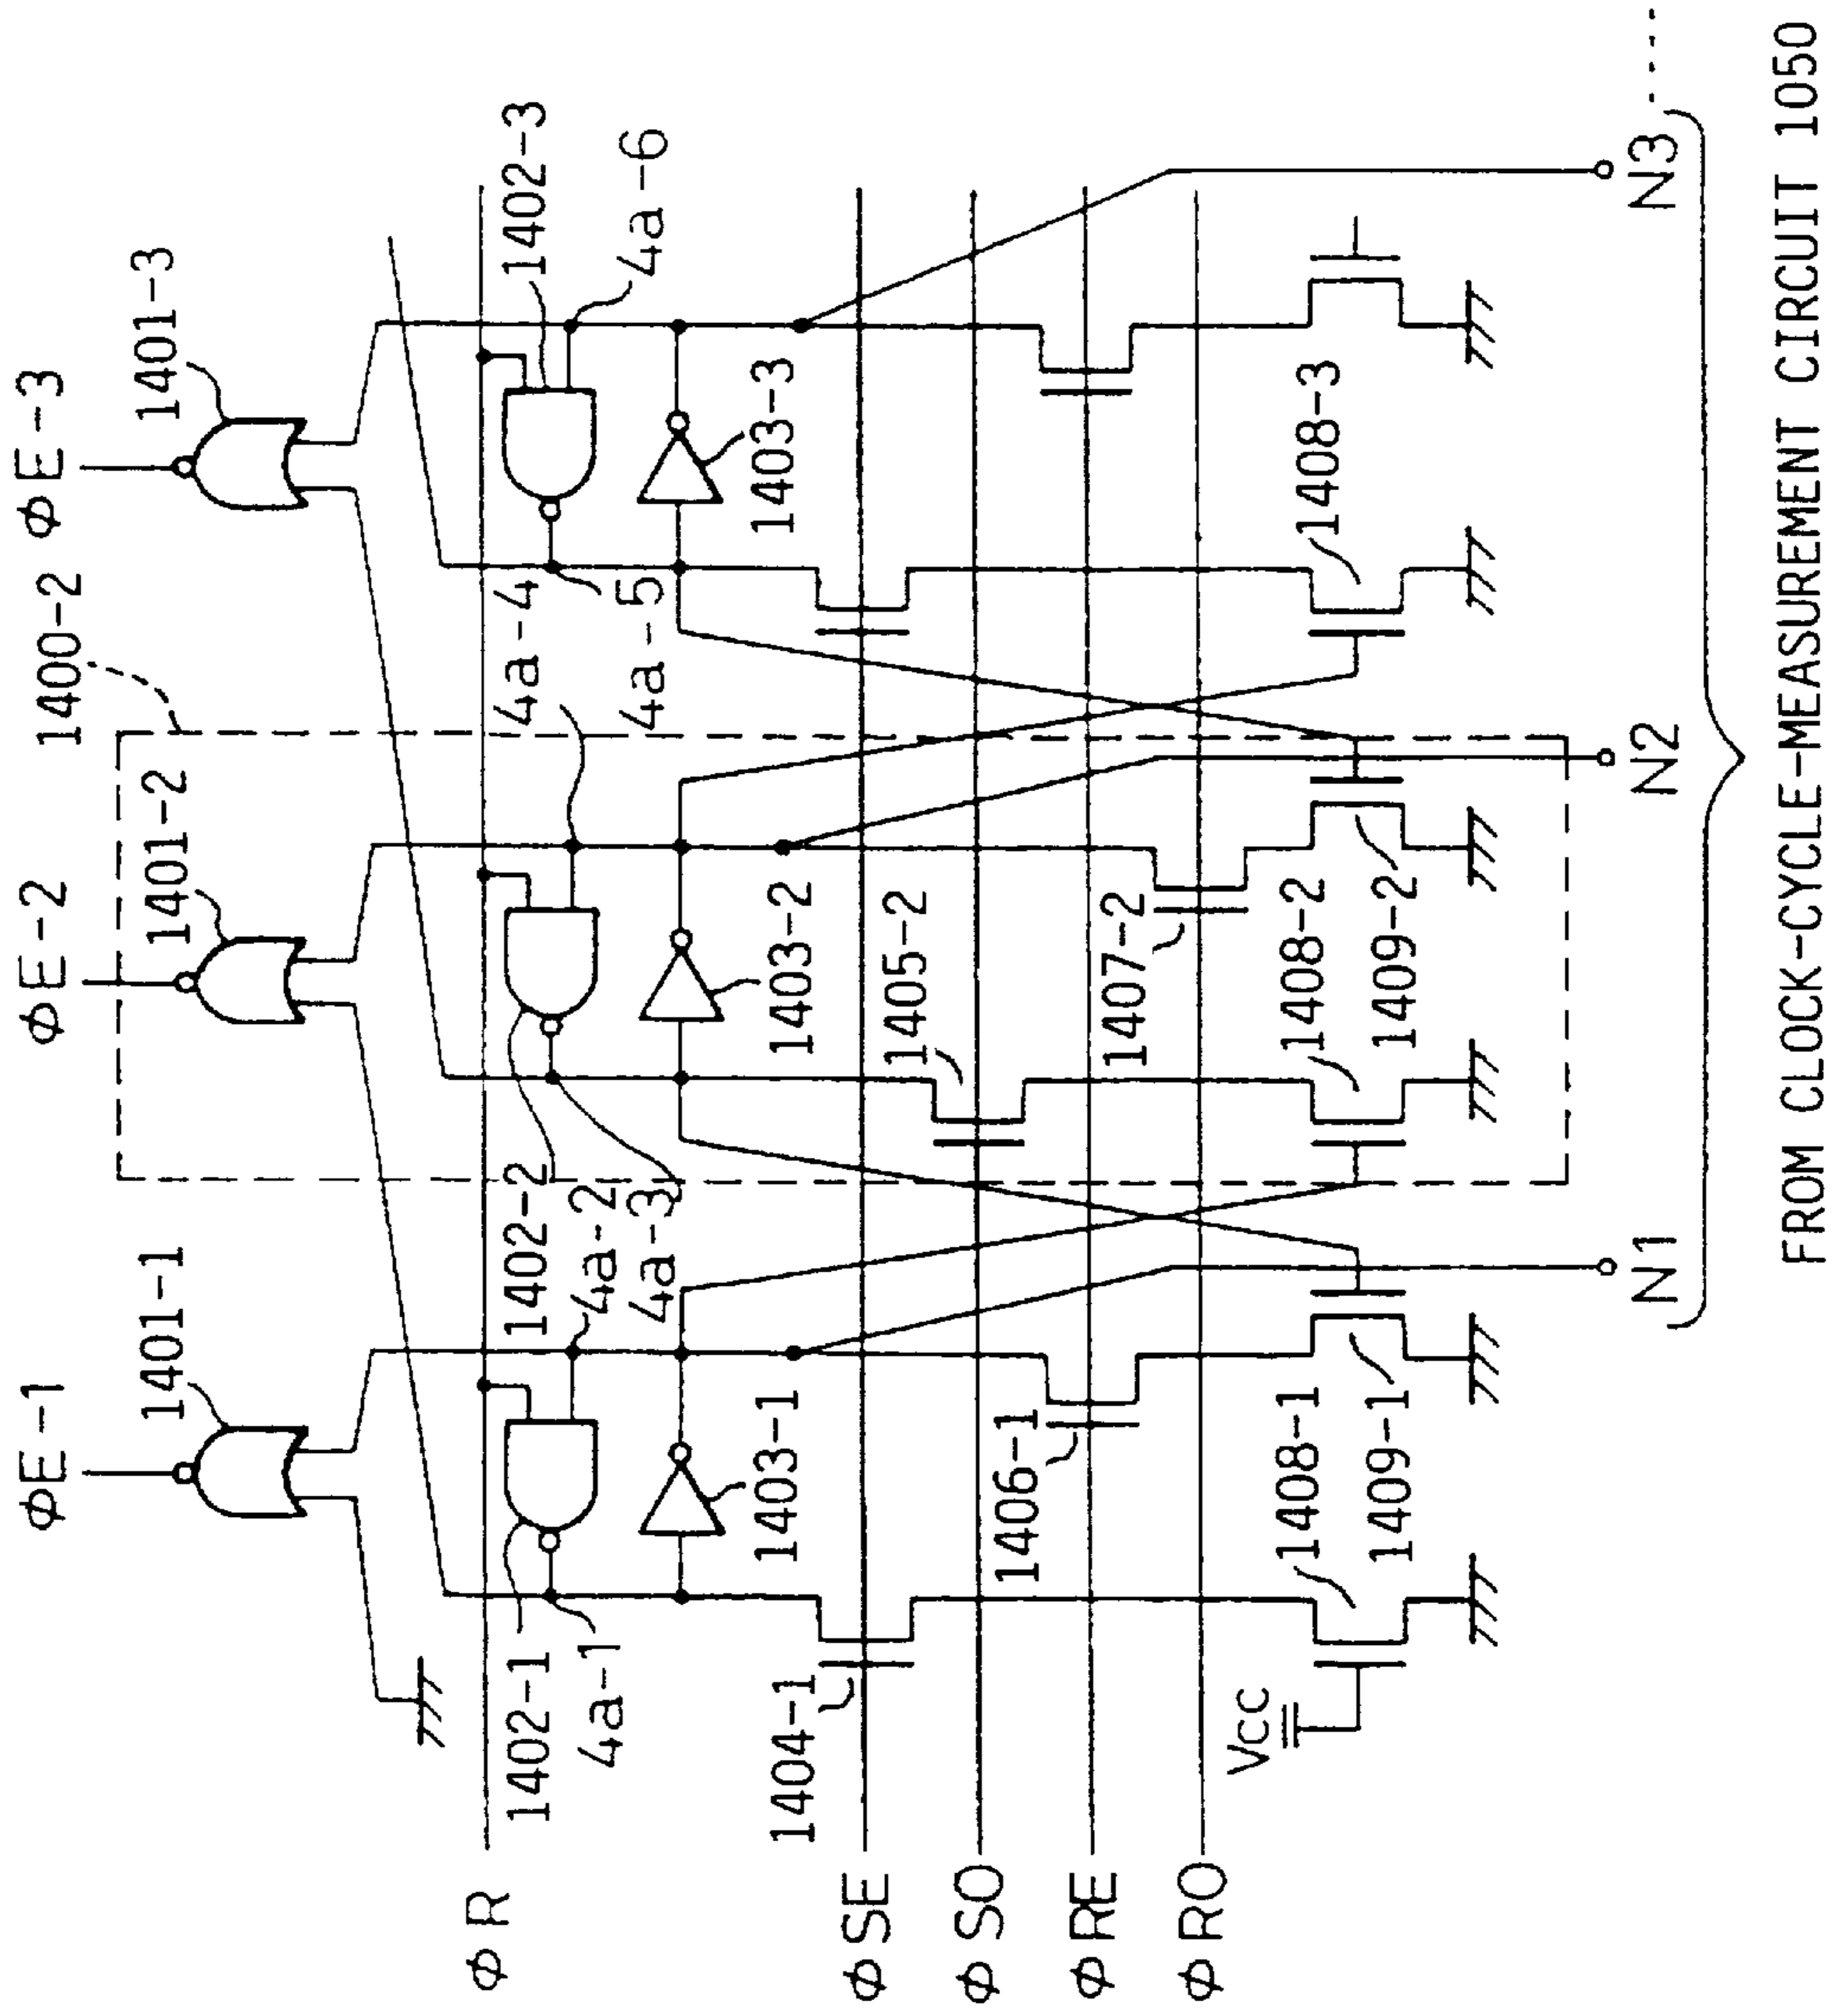 φE-1
φE-2
1400-2
φE-3
1401-1
1401-2
1401-3
φR
1402-1
4a-1
1402-2
4a-2
4a-3
4a-4
4a-5
1402-3
4a-6
1404-1
1403-1
1403-2
1403-3
φSE
1405-2
φSO
1406-1
φRE
1407-2
φRO
Vcc
1408-1
1409-1
1408-2
1409-2
1408-3
N1
N2
N3
FROM CLOCK-CYCLE-MEASUREMENT CIRCUIT 1050